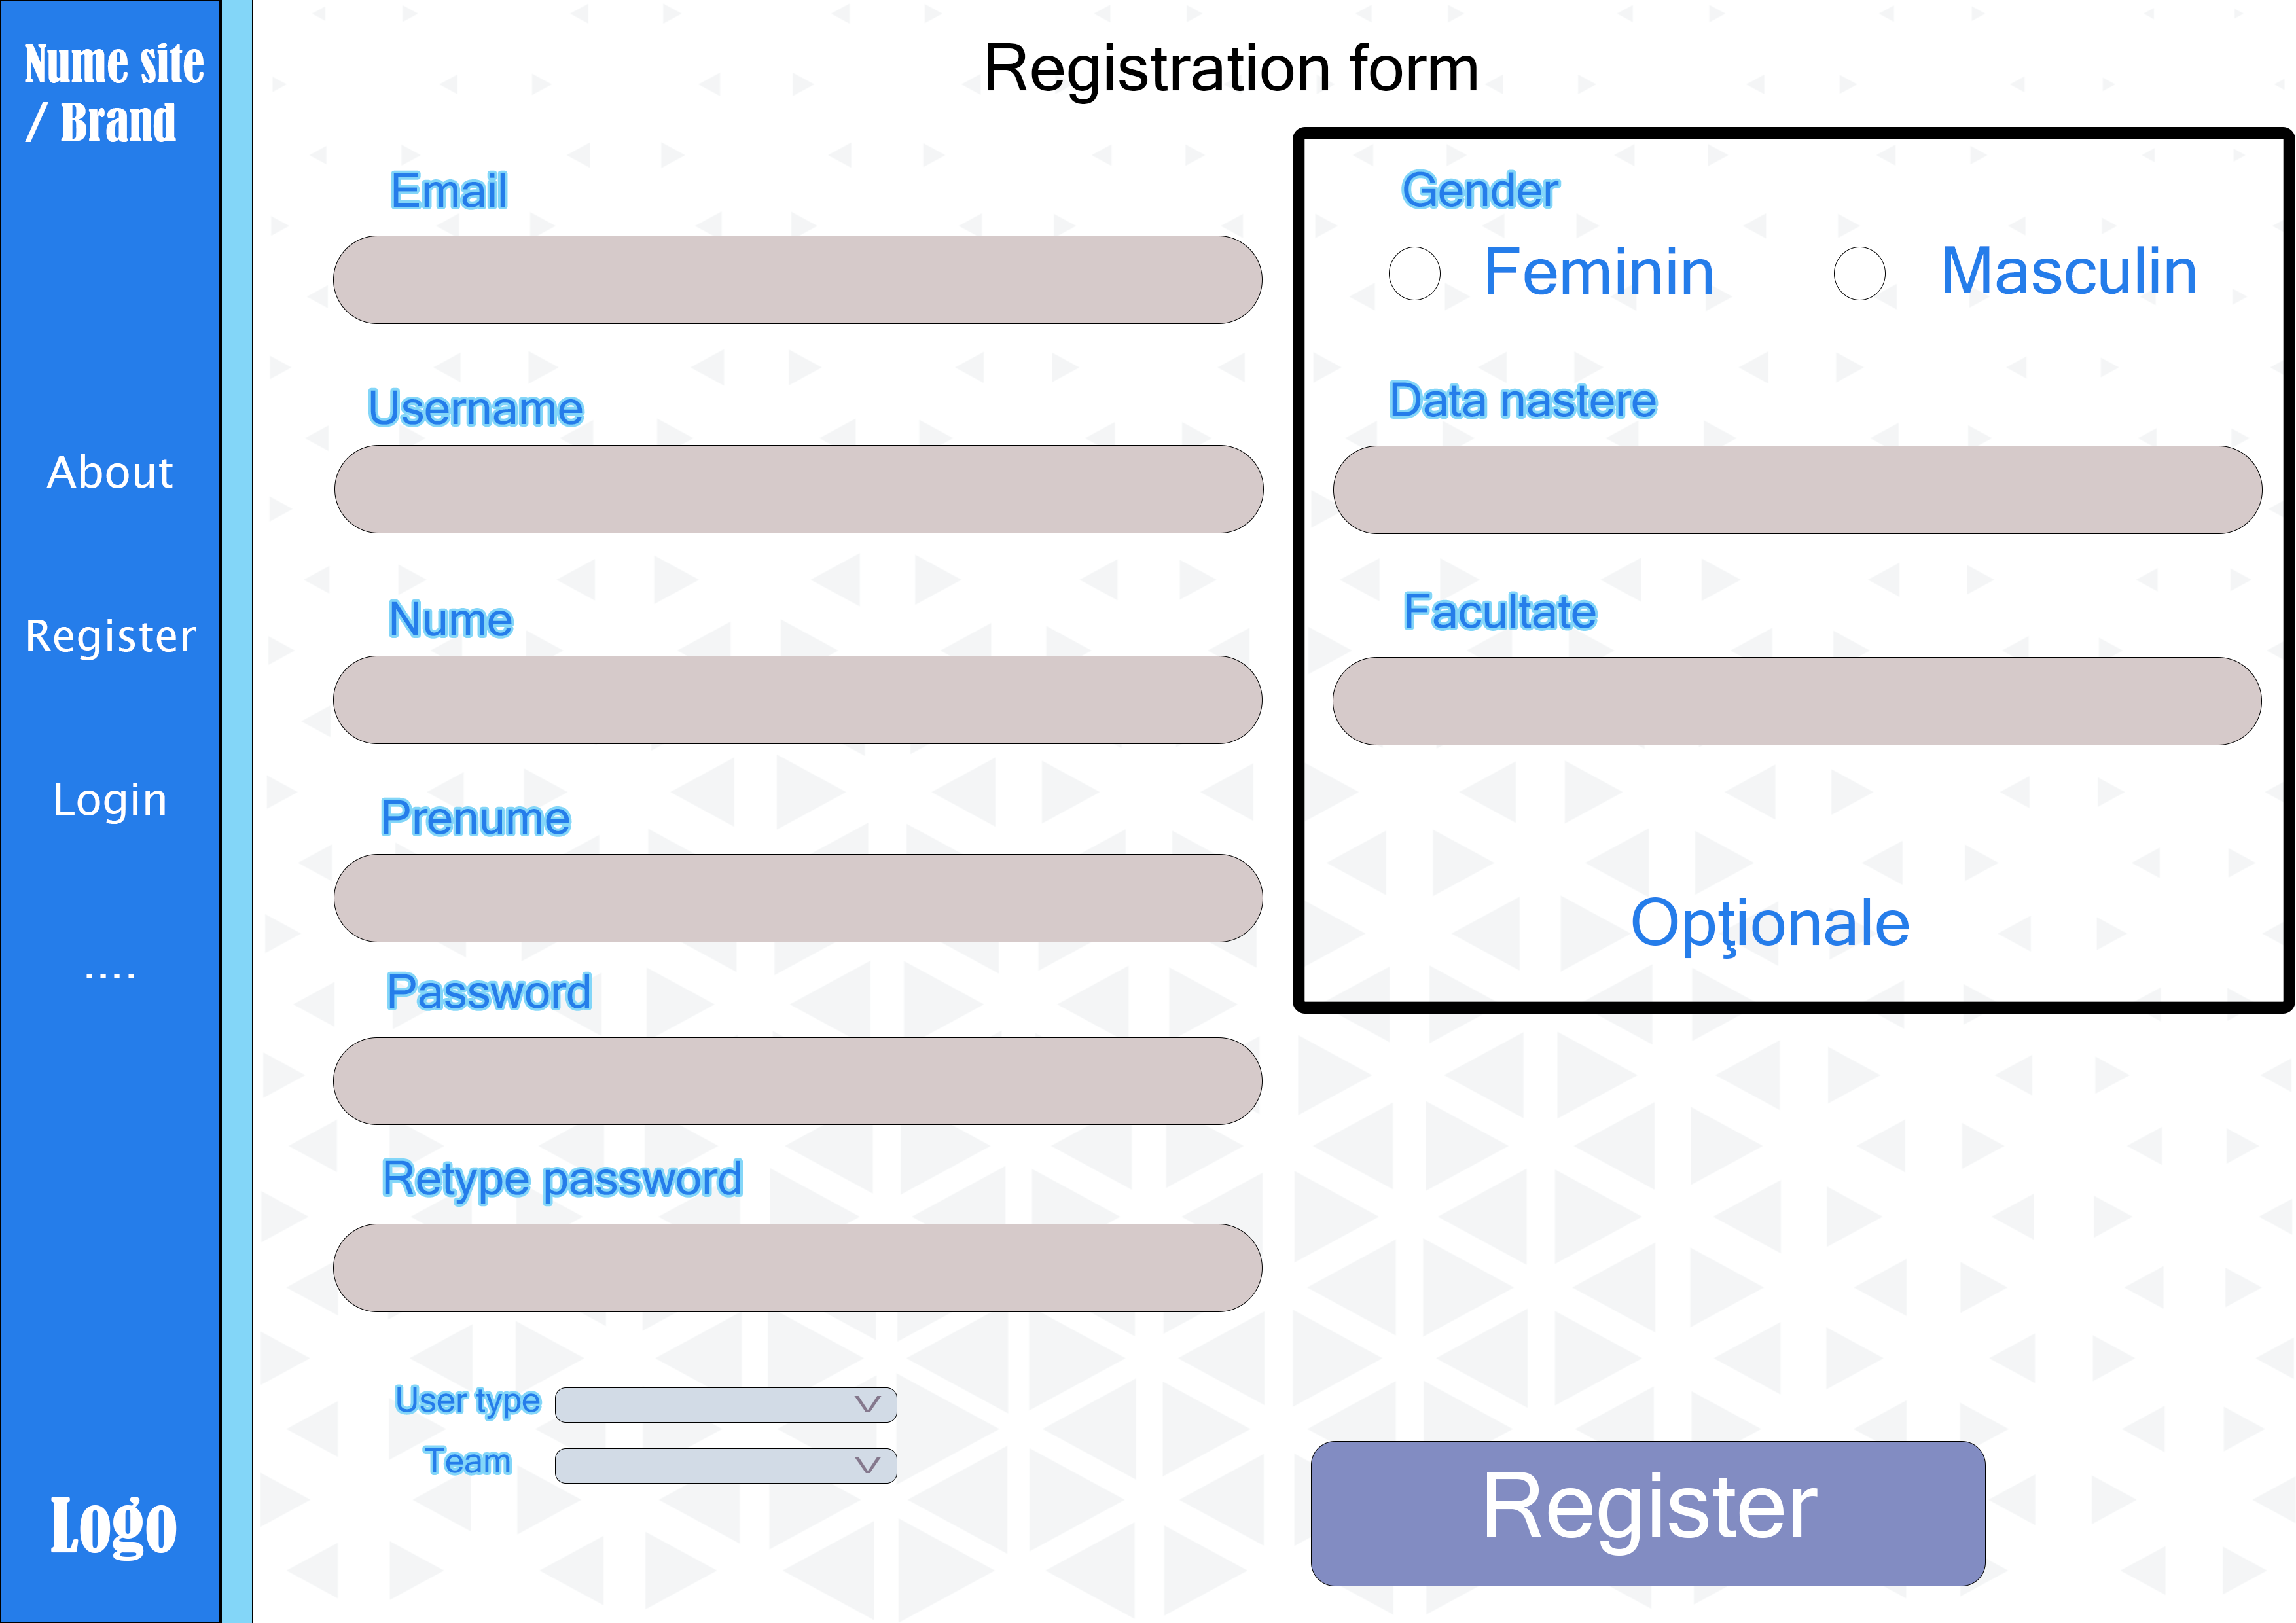 Nume site
/ Brand
About
Register
Login
....
Logo
Registration form
Email
Username
Nume
Prenume
Password
Retype password
User type
V
Team
V
Gender
Feminin
Masculin
Data nastere
Facultate
Opţionale
Register